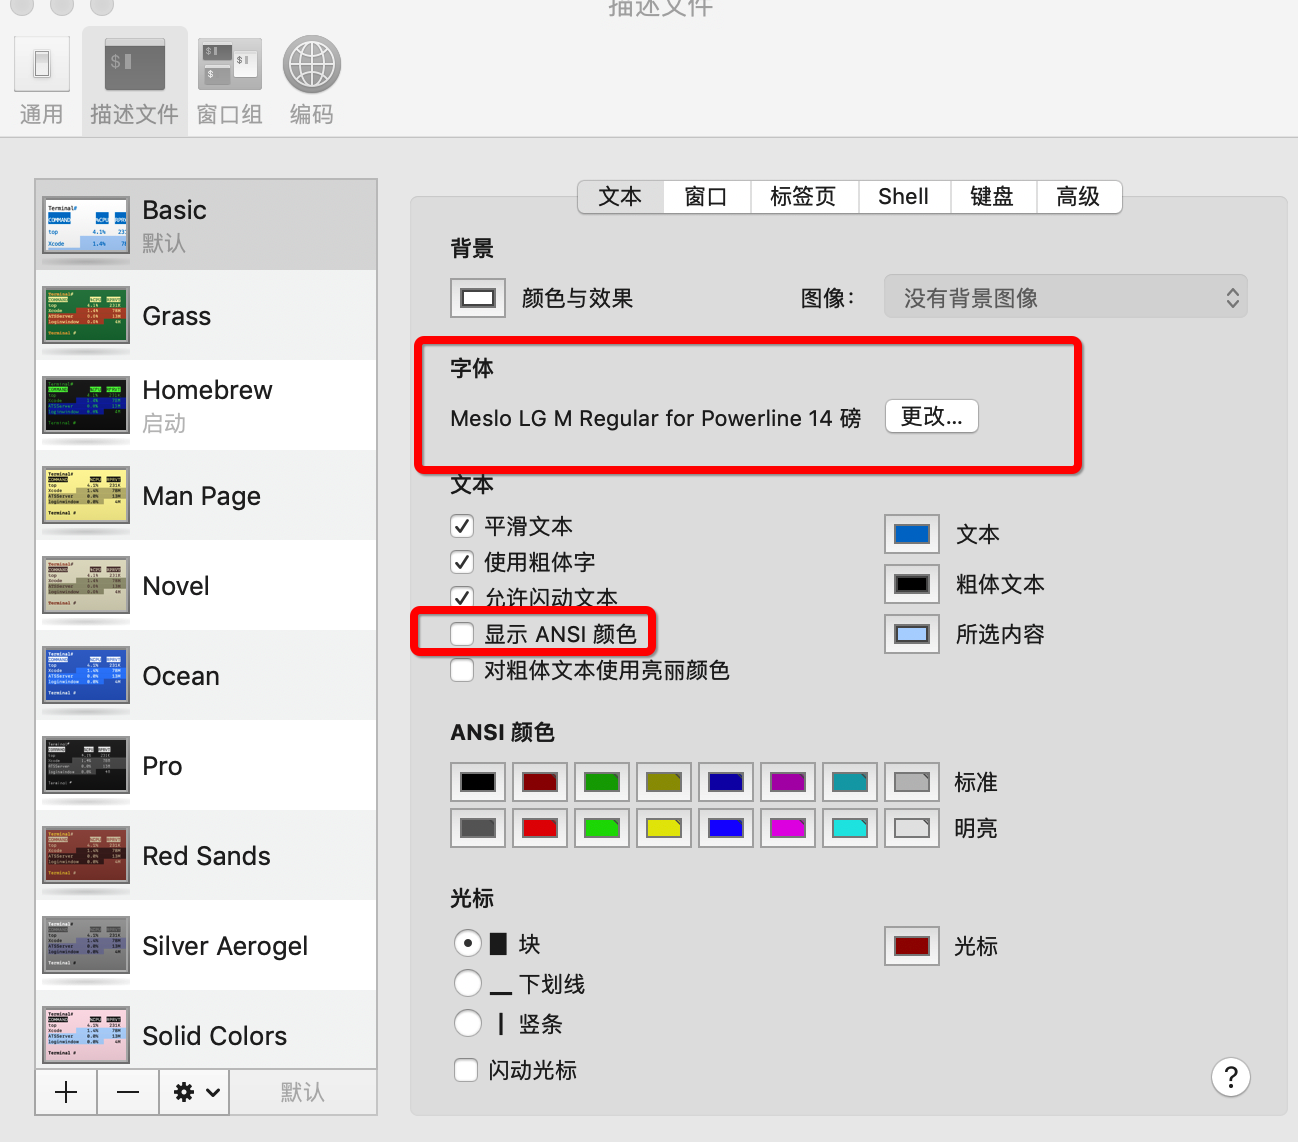 描述文件
通用
描述文件
窗口组
编码
Basic
默认
Grass
Homebrew
启动
Man Page
Novel
Ocean
Pro
Red Sands
Silver Aerogel
Solid Colors
默认
文本
窗口
标签页
Shell
键盘
高级
背景
颜色与效果
图像：
没有背景图像
字体
Meslo LG M Regular for Powerline 14 磅
更改...
文本
平滑文本
使用粗体字
允许闪动文本
显示 ANSI 颜色
对粗体文本使用亮丽颜色
文本
粗体文本
所选内容
ANSI 颜色
标准
明亮
光标
块
下划线
竖条
闪动光标
光标
?